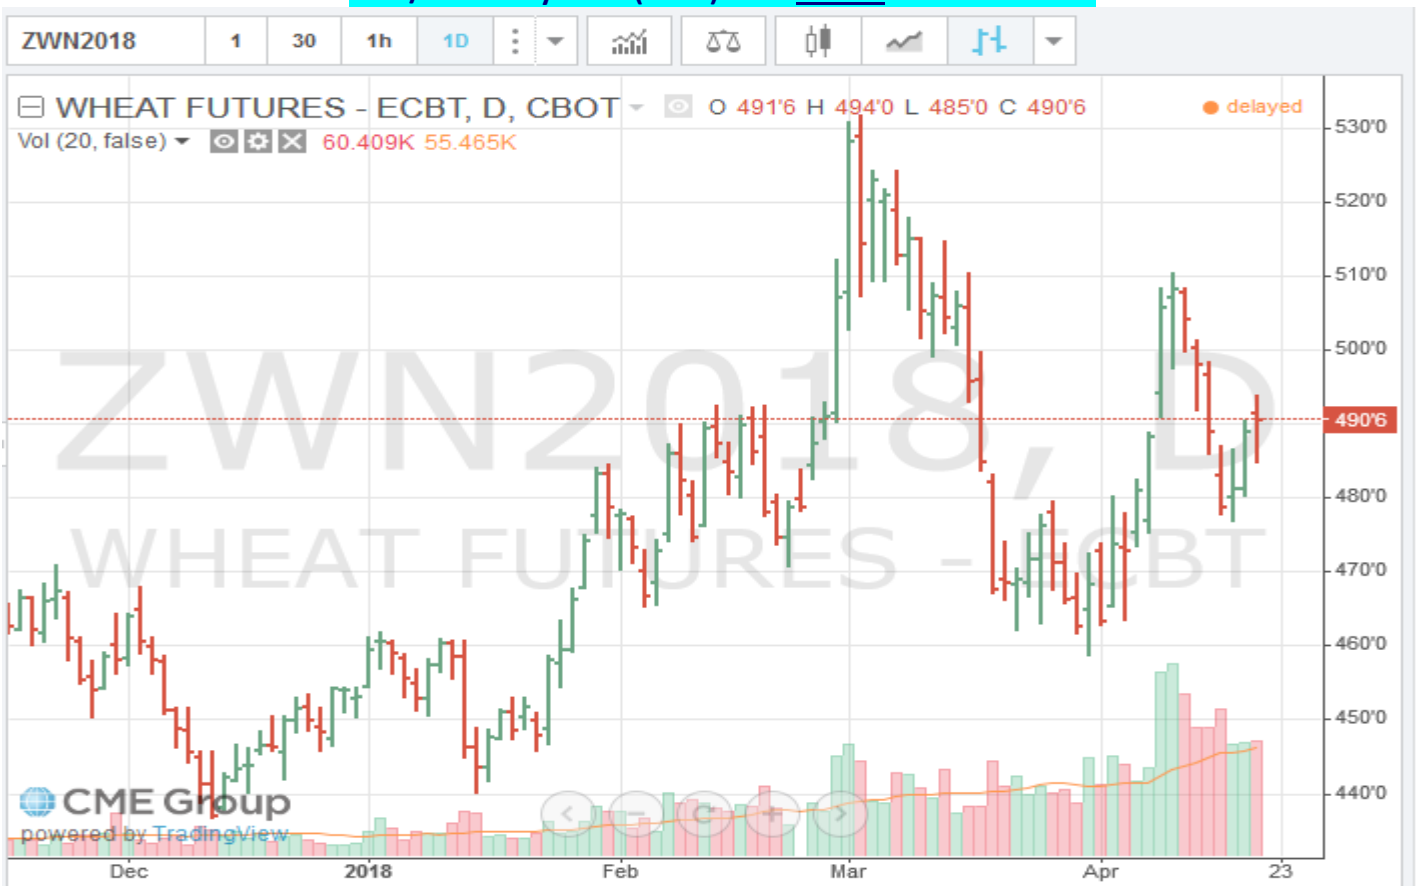 ZWN2018 1 30 1h 1D
WHEAT FUTURES - ECBT, D, CBOT O 491'6 H 494'0 L 485'0 C 490'6 delayed
Vol (20, false) 60.409K 55.465K
530'0
520'0
510'0
500'0
490'6
480'0
470'0
460'0
450'0
440'0
ZWN2018, D
WHEAT FUTURES - ECBT
CME Group
powered by TradingView
Dec 2018 Feb Mar Apr 23